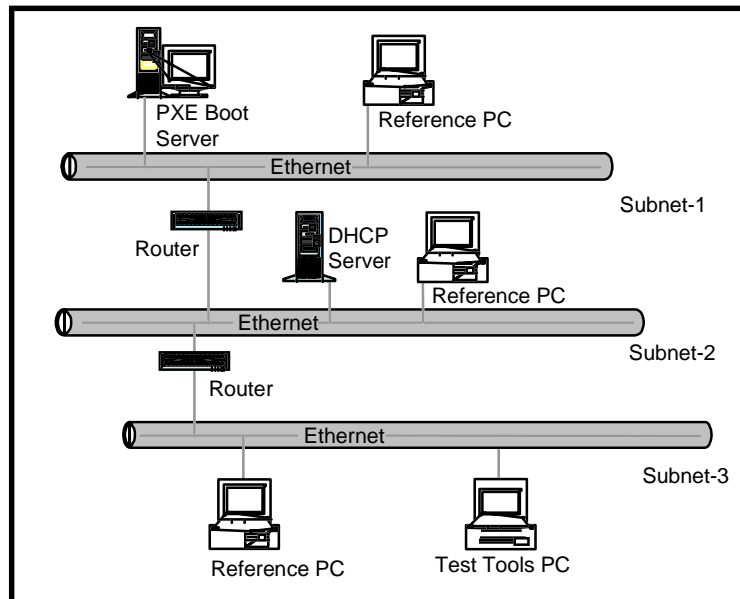 PXE Boot
Server
Reference PC
Ethernet
Subnet-1
Router
DHCP
Server
Reference PC
Ethernet
Subnet-2
Router
Ethernet
Subnet-3
Reference PC
Test Tools PC